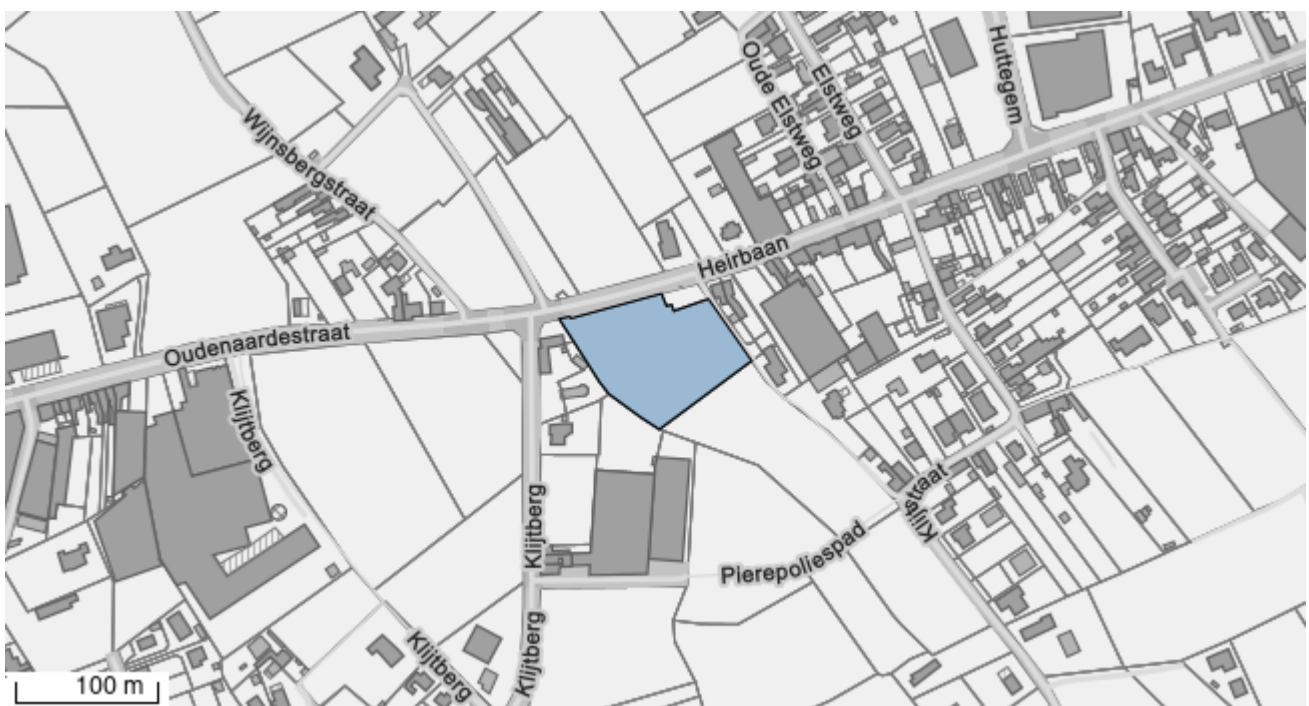 Oude Elstweg
Elstweg
Huttegem
Wijnsbergstraat
Heirbaan
Oudenaardestraat
Klijtberg
Klijtberg
Klijtstraat
Pierepoliespad
Klijtberg
Klijtberg
100 m